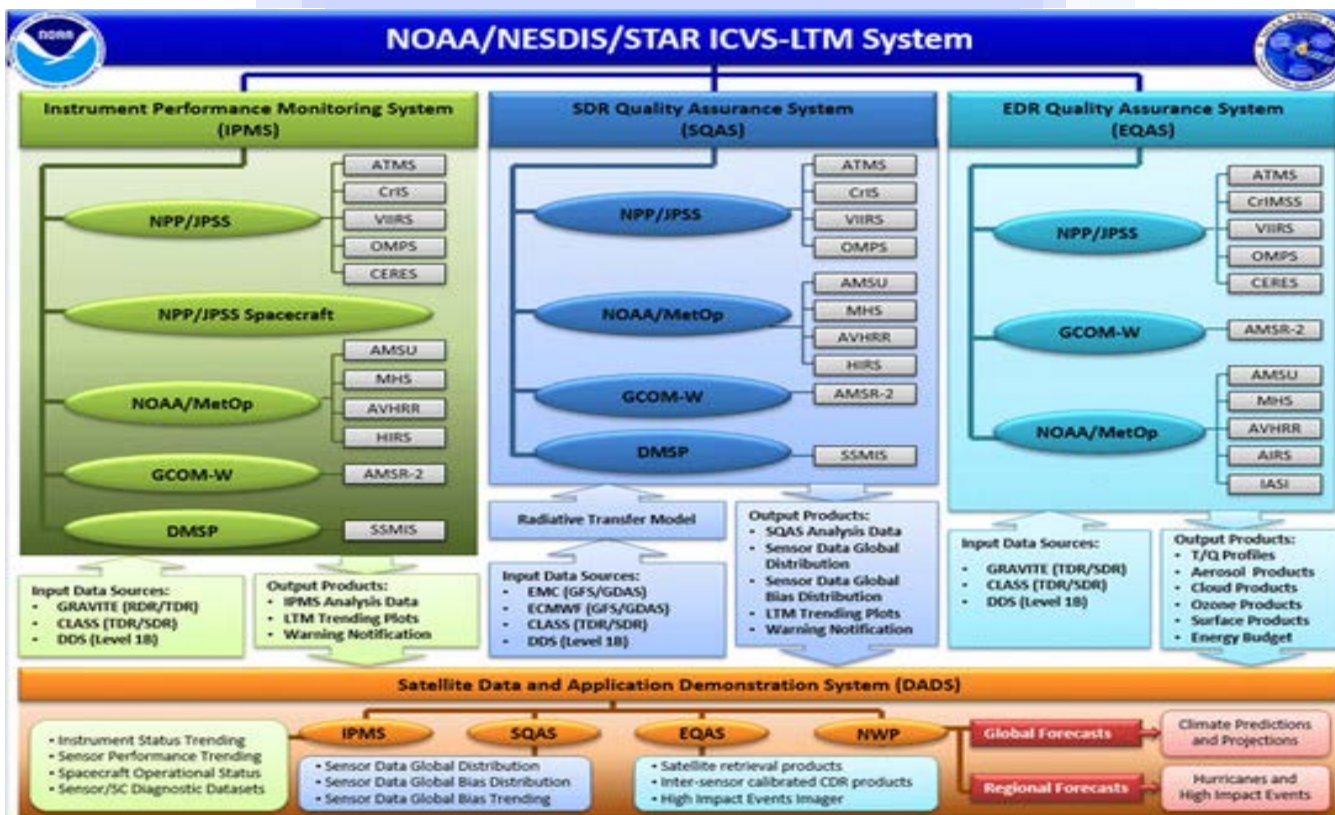 NOAA
NOAA/NESDIS/STAR ICVS-LTM System
Instrument Performance Monitoring System
(IPMS)
NPP/JPSS
ATMS
CrIS
VIIRS
OMPS
CERES
NPP/JPSS Spacecraft
NOAA/MetOp
AMSU
MHS
AVHRR
HIRS
GCOM-W
AMSR-2
DMSP
SSMIS
Input Data Sources:
• GRAVITE (RDR/TDR)
• CLASS (TDR/SDR)
• DDS (Level 1B)
Output Products:
• IPMS Analysis Data
• LTM Trending Plots
• Warning Notification
SDR Quality Assurance System
(SQAS)
NPP/JPSS
ATMS
CrIS
VIIRS
OMPS
NOAA/MetOp
AMSU
MHS
AVHRR
HIRS
GCOM-W
AMSR-2
DMSP
SSMIS
Radiative Transfer Model
Input Data Sources:
• EMC (GFS/GDAS)
• ECMWF (GFS/GDAS)
• CLASS (TDR/SDR)
• DDS (Level 1B)
Output Products:
• SQAS Analysis Data
• Sensor Data Global
Distribution
• Sensor Data Global
Bias Distribution
• LTM Trending Plots
• Warning Notification
EDR Quality Assurance System
(EQAS)
NPP/JPSS
ATMS
CrIMSS
VIIRS
OMPS
CERES
GCOM-W
AMSR-2
NOAA/MetOp
AMSU
MHS
AVHRR
AIRS
IASI
Input Data Sources:
• GRAVITE (TDR/SDR)
• CLASS (TDR/SDR)
• DDS (Level 1B)
Output Products:
• T/Q Profiles
• Aerosol Products
• Cloud Products
• Ozone Products
• Surface Products
• Energy Budget
Satellite Data and Application Demonstration System (DADS)
• Instrument Status Trending
• Sensor Performance Trending
• Spacecraft Operational Status
• Sensor/SC Diagnostic Datasets
IPMS
SQAS
EQAS
NWP
• Sensor Data Global Distribution
• Sensor Data Global Bias Distribution
• Sensor Data Global Bias Trending
• Satellite retrieval products
• Inter-sensor calibrated CDR products
• High Impact Events Imager
Global Forecasts
Climate Predictions
and Projections
Regional Forecasts
Hurricanes and
High Impact Events